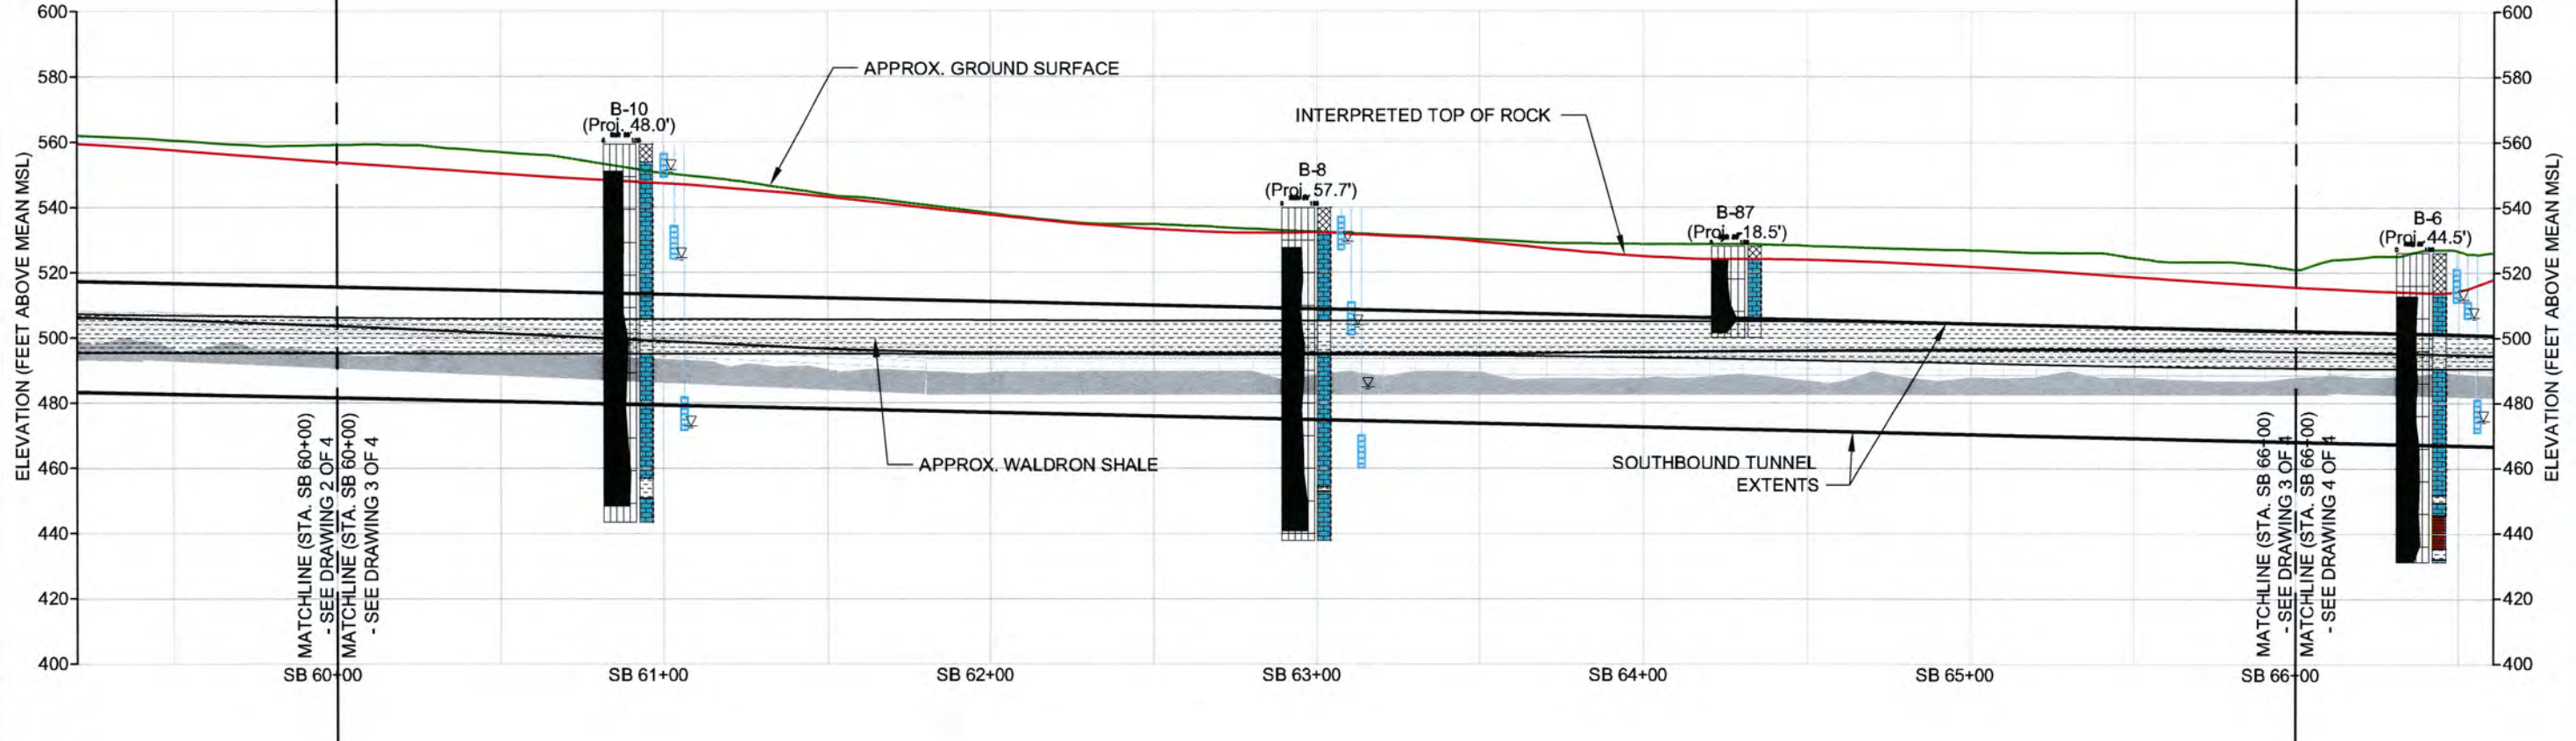 600
580
560
540
520
500
480
460
440
420
400
ELEVATION (FEET ABOVE MEAN MSL)
APPROX. GROUND SURFACE
B-10
(Proj. 48.0')
INTERPRETED TOP OF ROCK
B-8
(Proj. 57.7')
B-87
(Proj. -18.5')
B-6
(Proj. 44.5')
APPROX. WALDRON SHALE
SOUTHBOUND TUNNEL
EXTENTS
MATCHLINE (STA. SB 60+00)
- SEE DRAWING 2 OF 4
MATCHLINE (STA. SB 60+00)
- SEE DRAWING 3 OF 4
MATCHLINE (STA. SB 66+00)
- SEE DRAWING 3 OF 4
MATCHLINE (STA. SB 66+00)
- SEE DRAWING 4 OF 4
600
580
560
540
520
500
480
460
440
420
400
ELEVATION (FEET ABOVE MEAN MSL)
SB 60+00
SB 61+00
SB 62+00
SB 63+00
SB 64+00
SB 65+00
SB 66+00